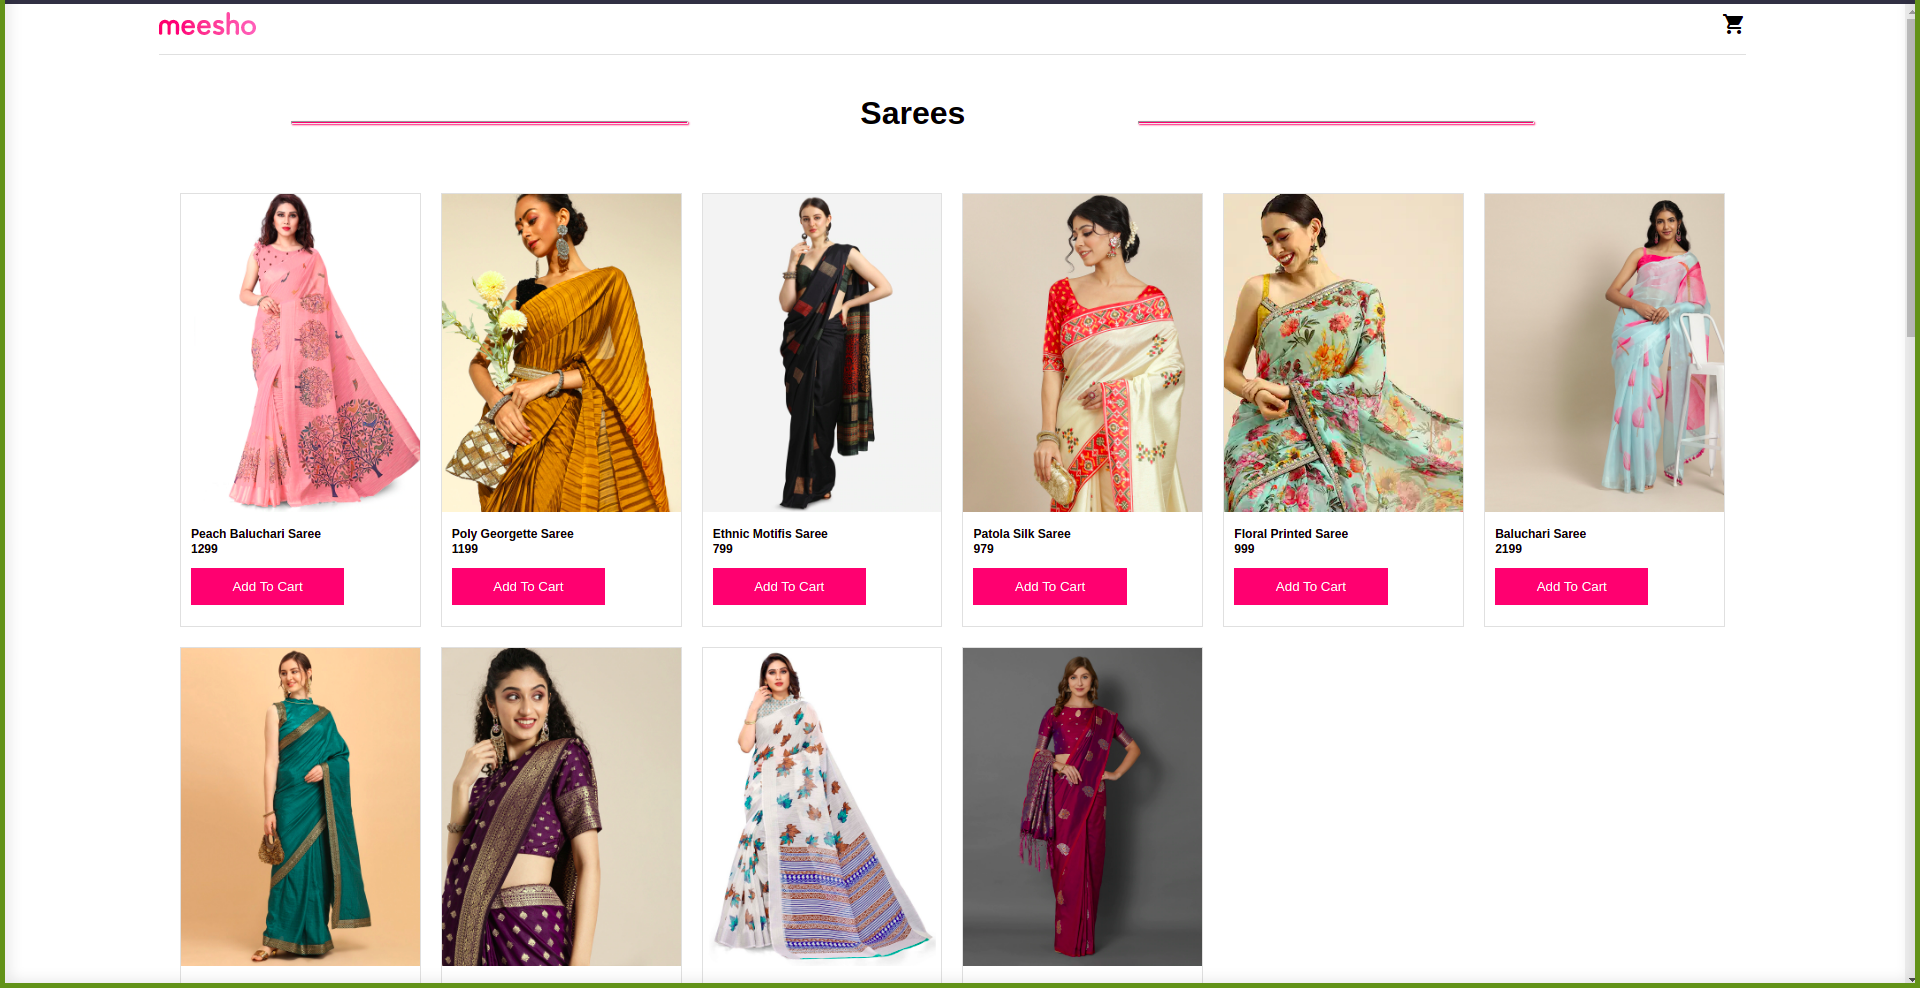 meesho
Sarees
Peach Baluchari Saree
1299
Add To Cart
Poly Georgette Saree
1199
Add To Cart
Ethnic Motifis Saree
799
Add To Cart
Patola Silk Saree
979
Add To Cart
Floral Printed Saree
999
Add To Cart
Baluchari Saree
2199
Add To Cart